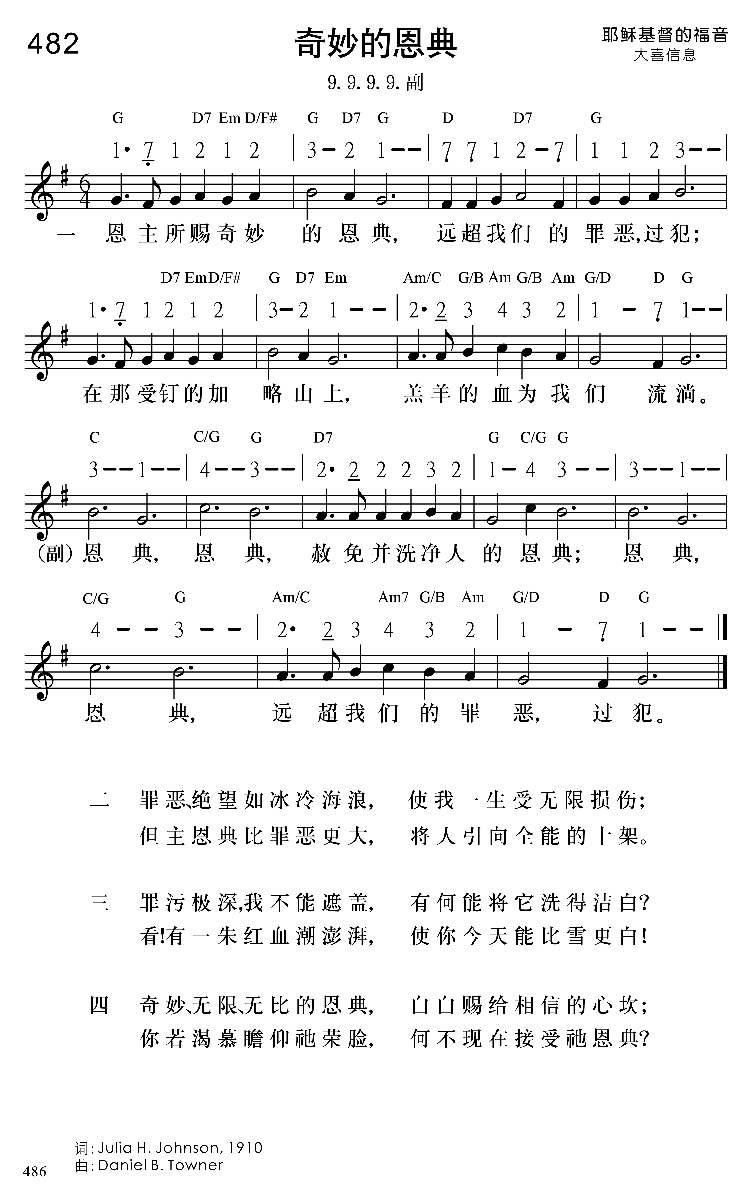 482 奇妙的恩典 耶稣基督的福音
大喜信息
9. 9. 9. 9. 副
G D7 Em D/F# G D7 G D D7 G
1· 7 1 2 1 2 | 3 - 2 1 - - | 7 7 1 2 - 7 | 1 1 2 3 - - |
6
4
一 恩 主 所 赐 奇 妙 的 恩 典, 远 超 我 们 的 罪 恶, 过 犯;
D7 Em D/F# G D7 Em Am/C G/B Am G/B Am G/D D G
1· 7 1 2 1 2 | 3 - 2 1 - - | 2· 2 3 4 3 2 | 1 - 7 1 - - |
在 那 受 钉 的 加 略 山 上, 羔 羊 的 血 为 我 们 流 淌。
C C/G G D7 G C/G G
3 - - 1 - - | 4 - - 3 - - | 2· 2 2 2 3 2 | 1 - 4 3 - - | 3 - - 1 - - |
(副) 恩 典, 恩 典, 赦 免 并 洗 净 人 的 恩 典; 恩 典,
C/G G Am/C Am7 G/B Am G/D D G
4 - - 3 - - | 2· 2 3 4 3 2 | 1 - 7 1 - -
恩 典, 远 超 我 们 的 罪 恶, 过 犯。
二 罪恶、绝望如冰冷海浪, 使我一生受无限损伤;
但主恩典比罪恶更大, 将人引向全能的十架。
三 罪污极深,我不能遮盖, 有何能将它洗得洁白?
看!有一朱红血潮澎湃, 使你今天能比雪更白!
四 奇妙、无限、无比的恩典, 白白赐给相信的心坎;
你若渴慕瞻仰祂荣脸, 何不现在接受祂恩典?
词: Julia H. Johnson, 1910
486 曲: Daniel B. Towner